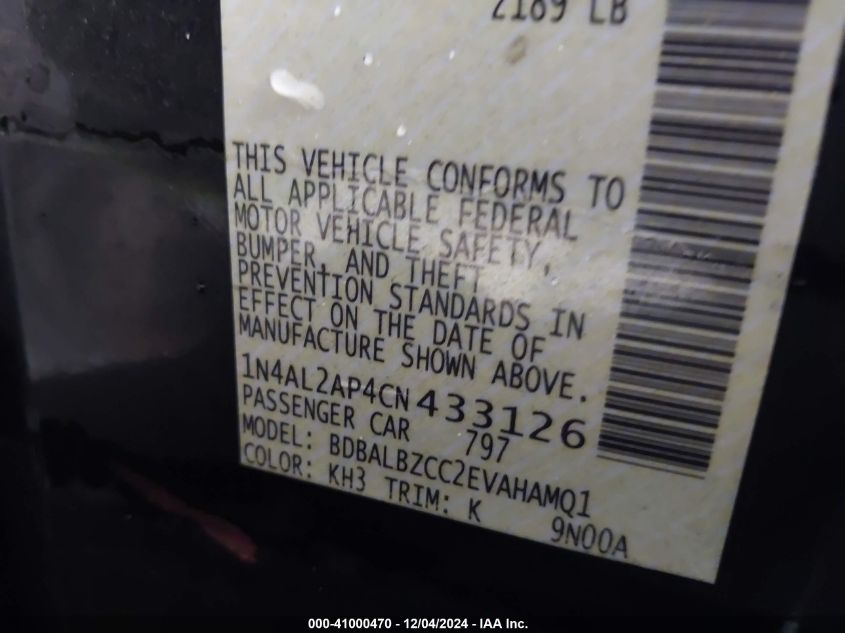 2189 LB
THIS VEHICLE CONFORMS TO
ALL APPLICABLE FEDERAL
MOTOR VEHICLE SAFETY,
BUMPER, AND THEFT
PREVENTION STANDARDS IN
EFFECT ON THE DATE OF
MANUFACTURE SHOWN ABOVE.
1N4AL2AP4CN433126
PASSENGER CAR 797
MODEL: BDBALBZCC2EVAHAMQ1
COLOR: KH3 TRIM: K 9N00A
000-41000470 - 12/04/2024 - IAA Inc.